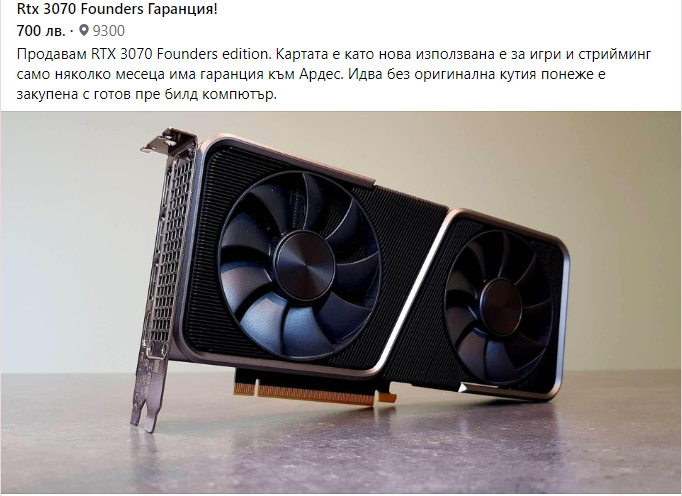 Rtx 3070 Founders Гаранция!
700 лв. · 9300
Продавам RTX 3070 Founders edition. Картата е като нова използвана е за игри и стрийминг
само няколко месеца има гаранция към Ардес. Идва без оригинална кутия понеже е
закупена с готов пре билд компютър.